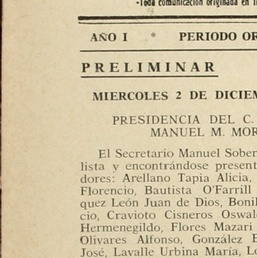 -Toda comunicación originada en
AÑO I PERIODO OR
PRELIMINAR
MIERCOLES 2 DE DICIEM
PRESIDENCIA DEL C.
MANUEL M. MOR
El Secretario Manuel Sober
lista y encontrándose present
dores: Arellano Tapia Alicia,
Florencio, Bautista O'Farrill
quez León Juan de Dios, Bonil
cio, Cravioto Cisneros Oswal
Hermenegildo, Flores Mazari
Olivares Alfonso, González B
José, Lavalle Urbina María, Lo